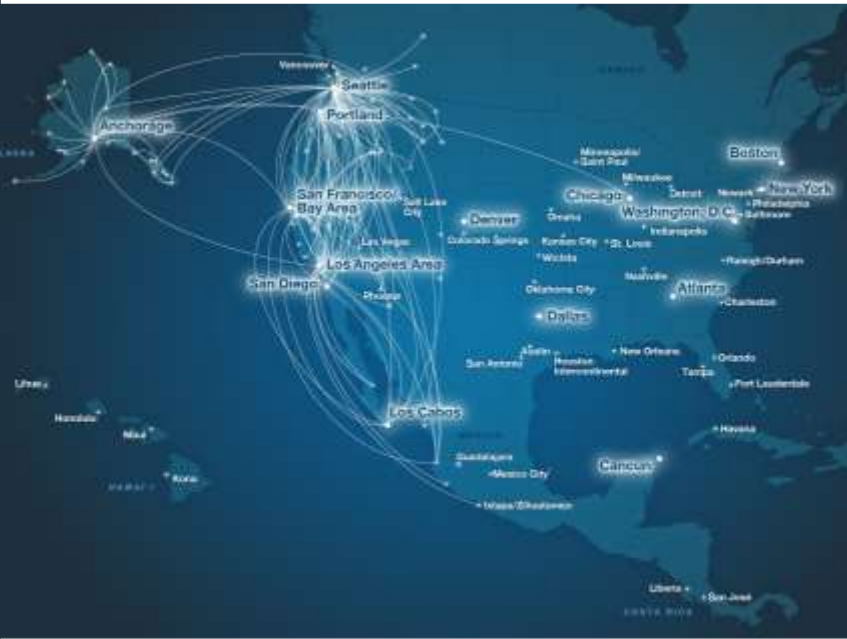 Vancouver
Seattle
Portland
Anchorage
Minneapolis/
Saint Paul
Boston
Milwaukee
Chicago
Detroit
Newark
New York
Philadelphia
Washington, D.C.
Baltimore
San Francisco/
Bay Area
Salt Lake
City
Denver
Omaha
Indianapolis
Las Vegas
Colorado Springs
Kansas City
St. Louis
Wichita
Raleigh/Durham
Los Angeles Area
Nashville
San Diego
Phoenix
Oklahoma City
Atlanta
Charleston
Dallas
Austin
San Antonio
Houston
Intercontinental
New Orleans
Orlando
Tampa
Fort Lauderdale
Lihue
Honolulu
Maui
Kona
HAWAII
Los Cabos
Havana
Guadalajara
Mexico City
Cancun
Ixtapa/Zihuatanejo
Liberia
San José
COSTA RICA